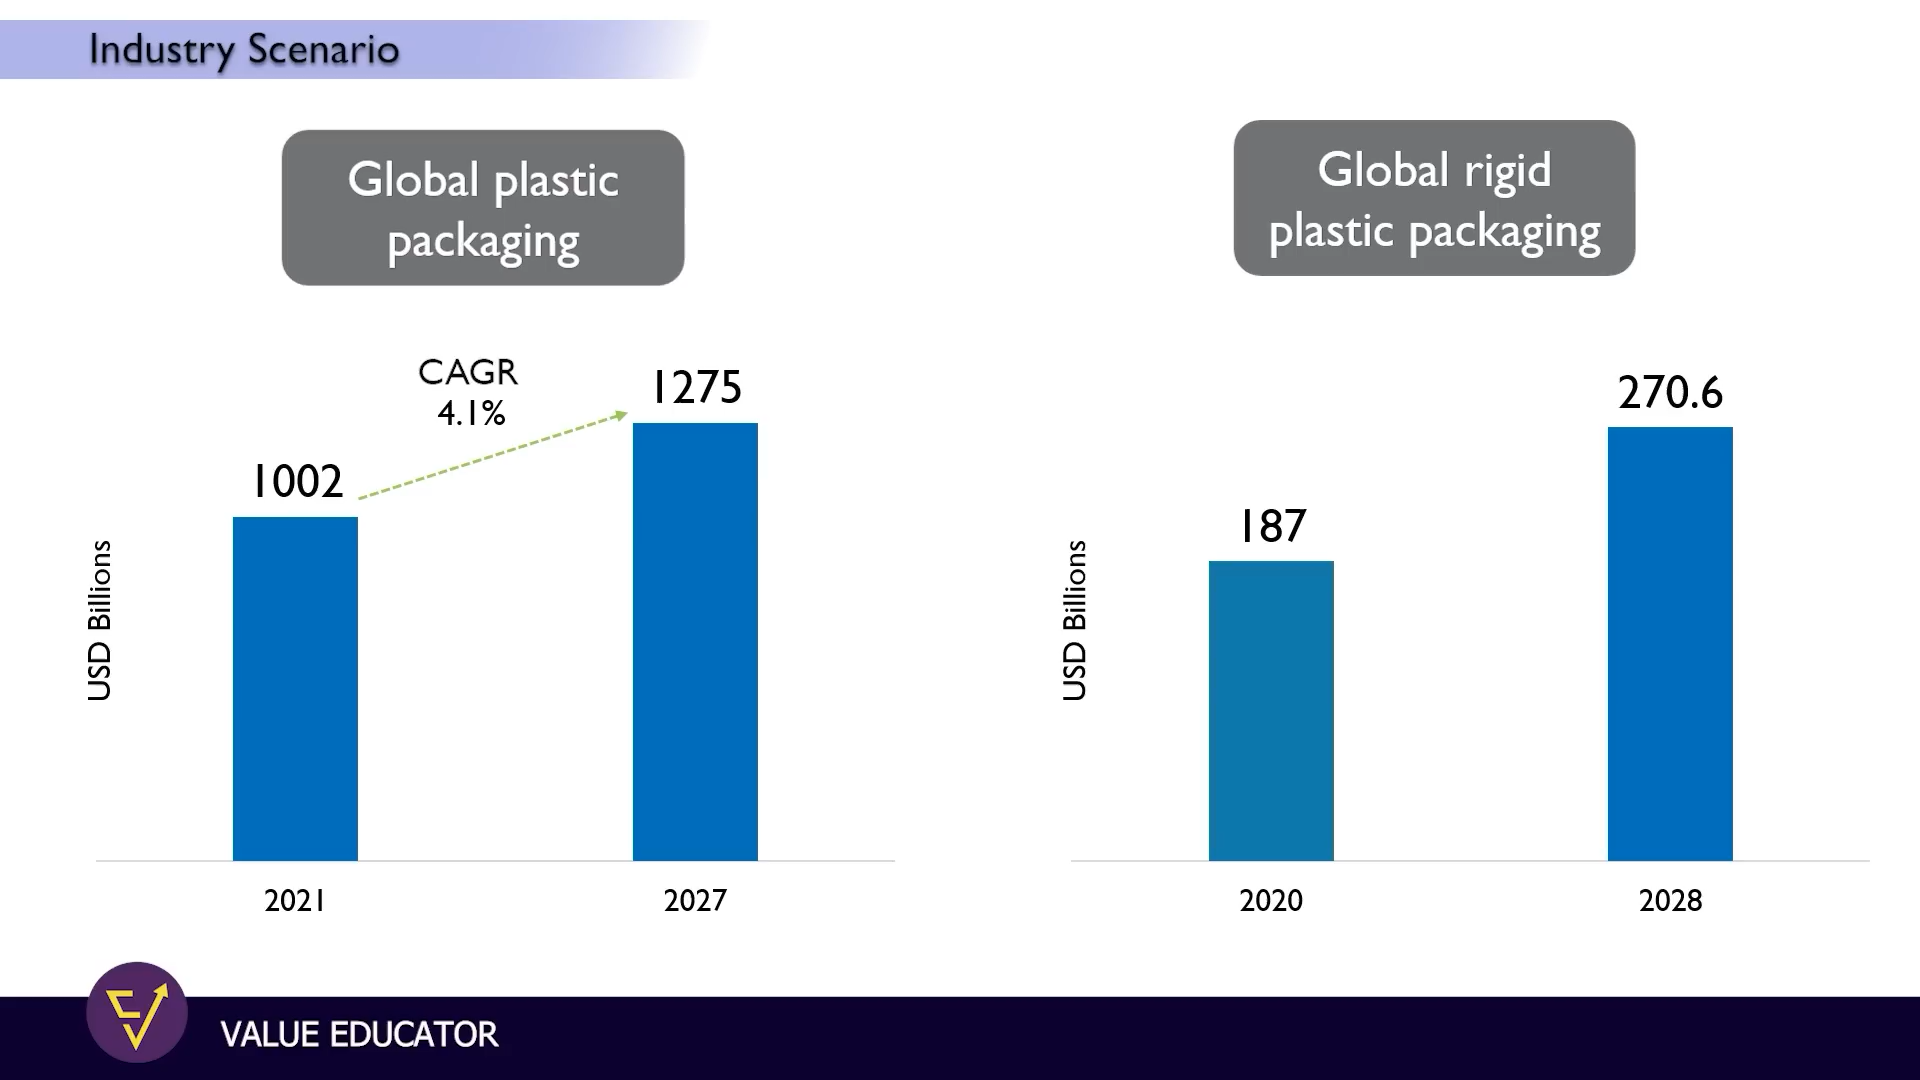 Industry Scenario
Global plastic
packaging
CAGR
4.1%
1002
1275
USD Billions
2021
2027
Global rigid
plastic packaging
187
270.6
USD Billions
2020
2028
VALUE EDUCATOR